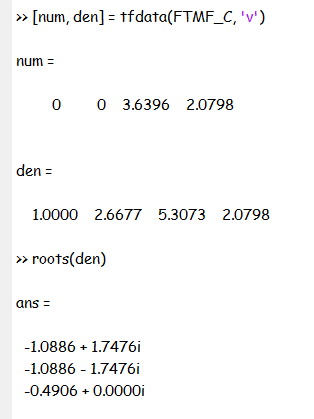 >> [num, den] = tfdata(FTMF_C, 'v')
num =
0 0 3.6396 2.0798
den =
1.0000 2.6677 5.3073 2.0798
>> roots(den)
ans =
-1.0886 + 1.7476i
-1.0886 - 1.7476i
-0.4906 + 0.0000i